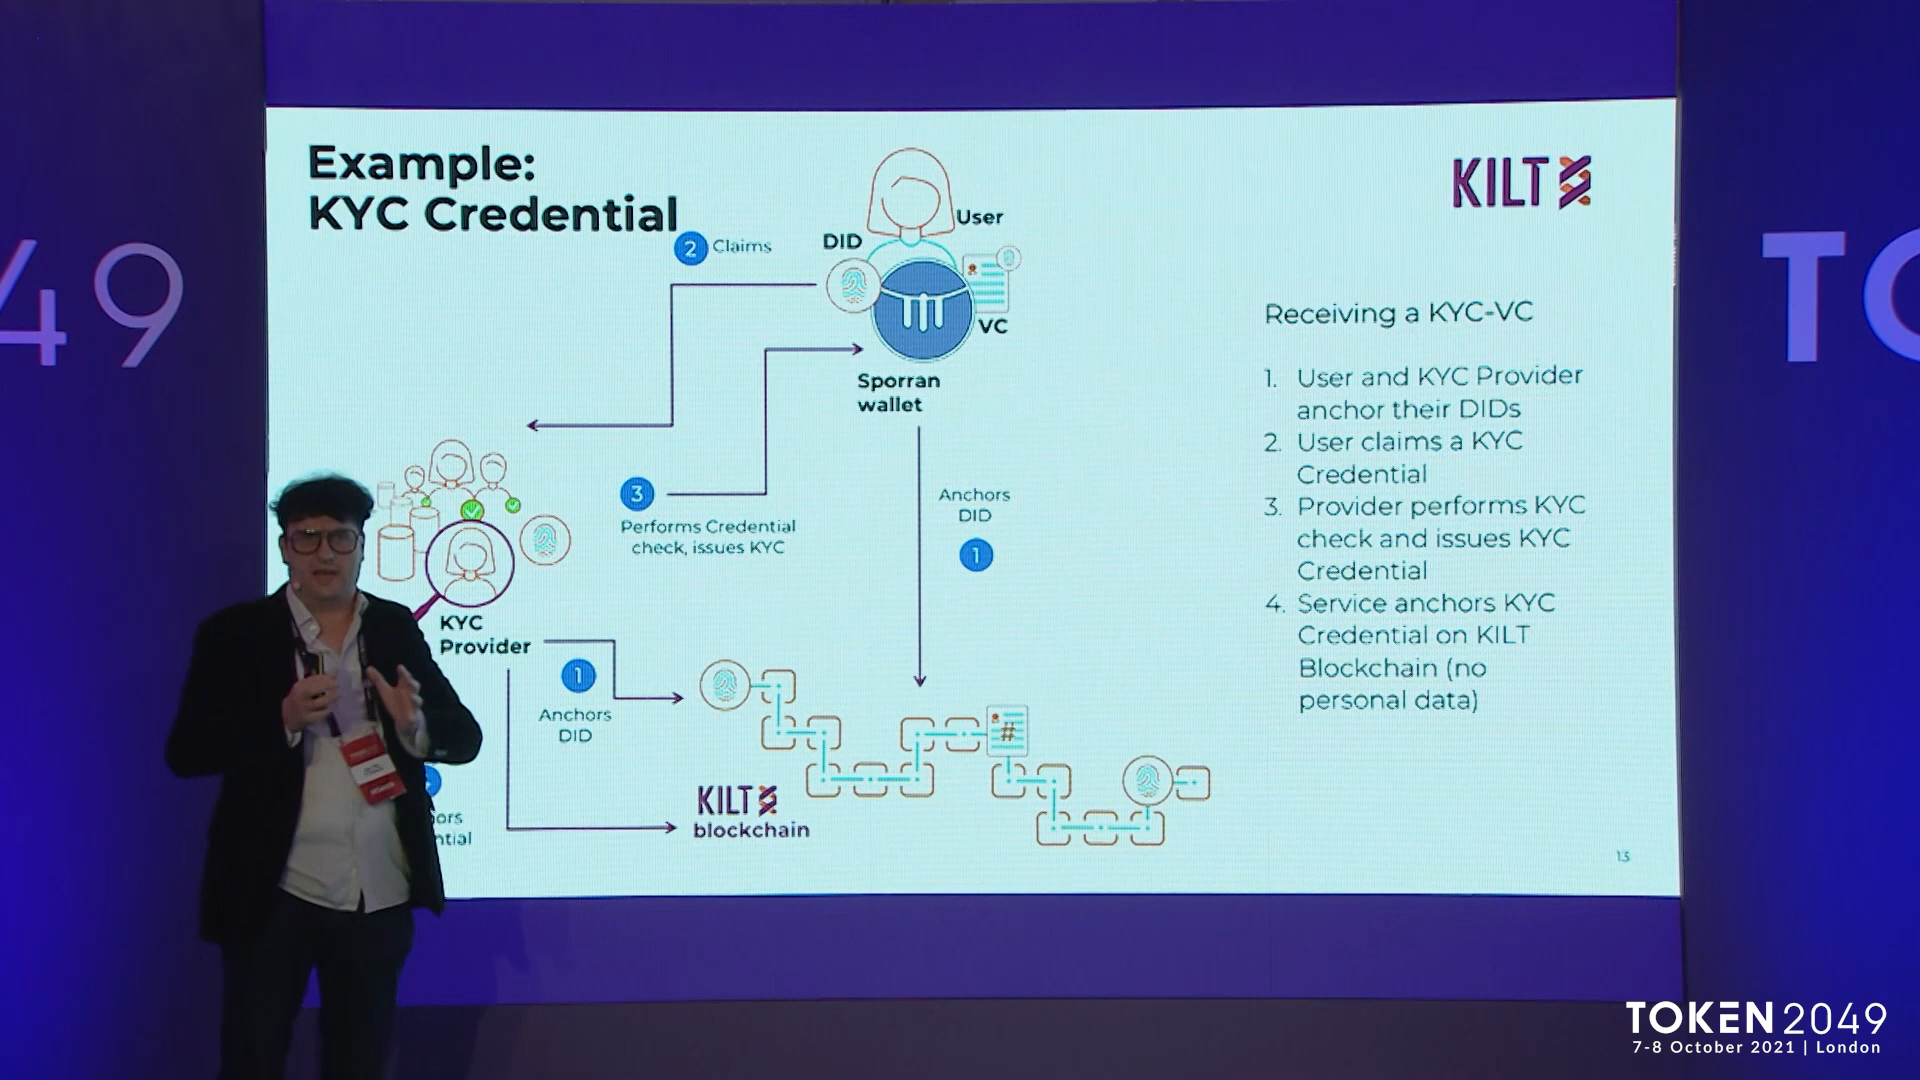 Example:
KYC Credential
KILT
2 Claims
User
DID
VC
Sporran
wallet
3
Performs Credential
check, issues KYC
Anchors
DID
1
KYC
Provider
1
Anchors
DID
ors
ntial
#
KILT
blockchain
Receiving a KYC-VC
1. User and KYC Provider
anchor their DIDs
2. User claims a KYC
Credential
3. Provider performs KYC
check and issues KYC
Credential
4. Service anchors KYC
Credential on KILT
Blockchain (no
personal data)
13
49
TO
TOKEN2049
7-8 October 2021 | London